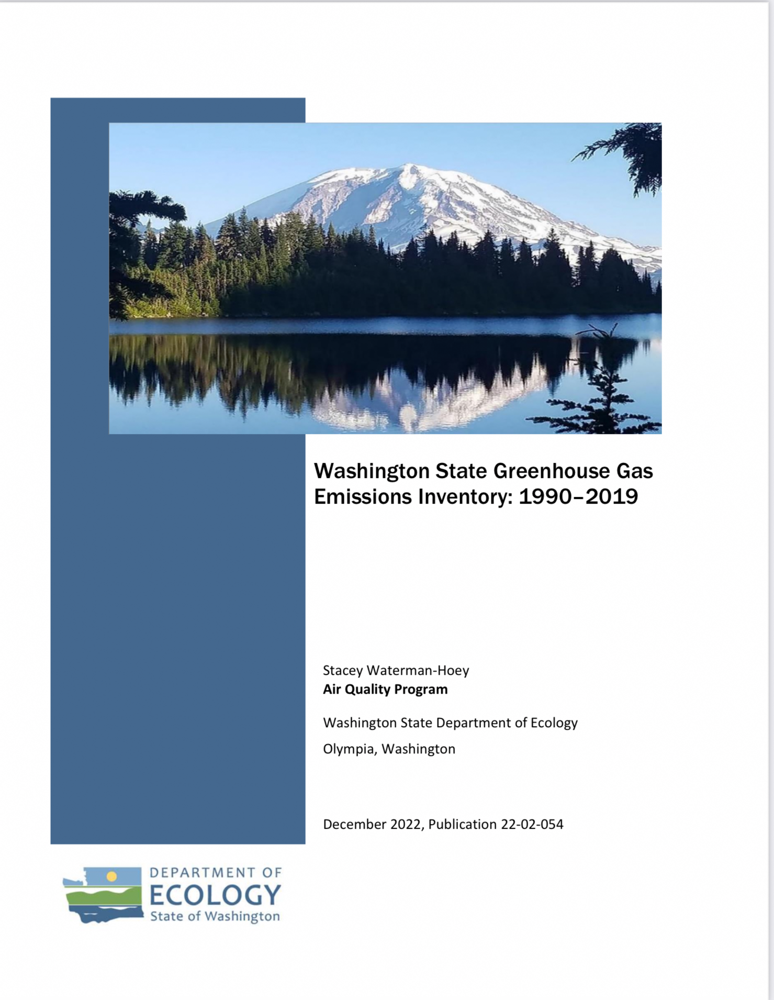 Washington State Greenhouse Gas
Emissions Inventory: 1990–2019
Stacey Waterman-Hoey
Air Quality Program
Washington State Department of Ecology
Olympia, Washington
December 2022, Publication 22-02-054
DEPARTMENT OF
ECOLOGY
State of Washington